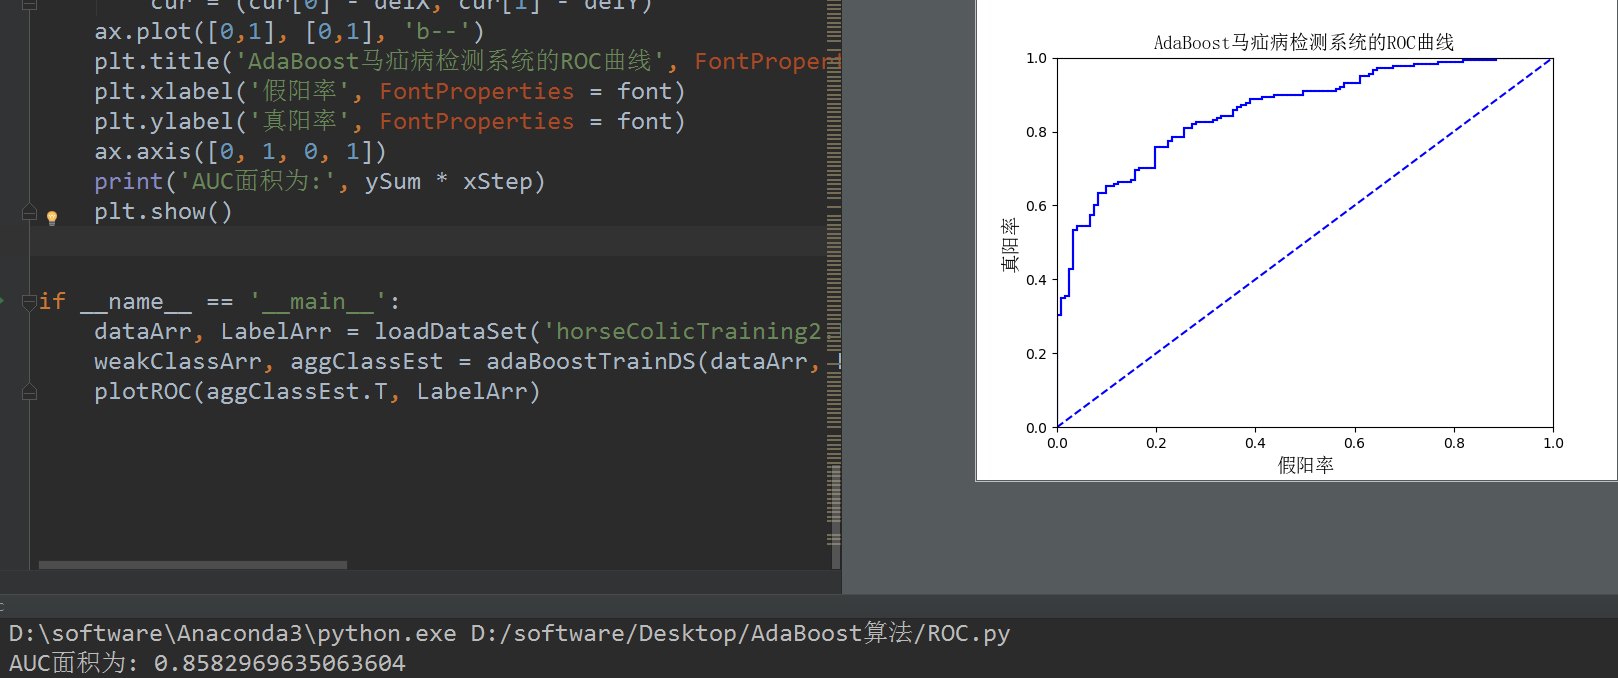 cur = (cur[0] - delX, cur[1] - delY)
ax.plot([0,1], [0,1], 'b--')
plt.title('AdaBoost马疝病检测系统的ROC曲线', FontPropert
plt.xlabel('假阳率', FontProperties = font)
plt.ylabel('真阳率', FontProperties = font)
ax.axis([0, 1, 0, 1])
print('AUC面积为:', ySum * xStep)
plt.show()
if __name__ == '__main__':
dataArr, LabelArr = loadDataSet('horseColicTraining2.
weakClassArr, aggClassEst = adaBoostTrainDS(dataArr,
plotROC(aggClassEst.T, LabelArr)
AdaBoost马疝病检测系统的ROC曲线
1.0
0.8
0.6
0.4
0.2
0.0
真阳率
0.0 0.2 0.4 0.6 0.8 1.0
假阳率
D:\software\Anaconda3\python.exe D:/software/Desktop/AdaBoost算法/ROC.py
AUC面积为: 0.8582969635063604